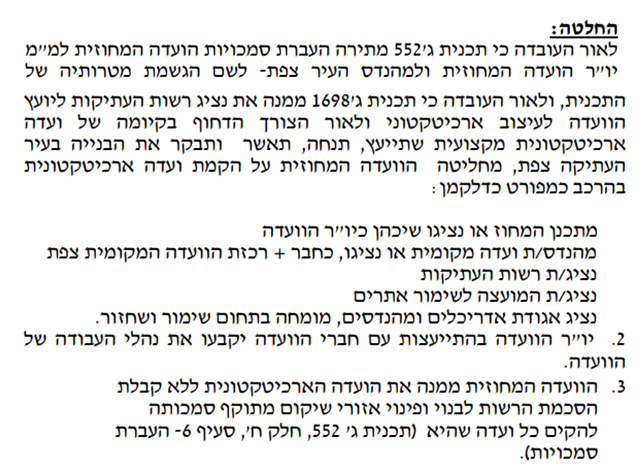 החלטה:
לאור העובדה כי תכנית ג'552 מתירה העברת סמכויות הועדה המחוזית למ"מ
יו"ר הועדה המחוזית ולמהנדס העיר צפת- לשם הגשמת מטרותיה של
התכנית, ולאור העובדה כי תכנית ג'1698 ממנה את נציג רשות העתיקות ליועץ
הוועדה לעיצוב ארכיטקטוני ולאור הצורך הדחוף בקיומה של ועדה
ארכיטקטונית מקצועית שתייעץ, תנחה, תאשר ותבקר את הבנייה בעיר
העתיקה צפת, מחליטה הוועדה המחוזית על הקמת ועדה ארכיטקטונית
בהרכב כמפורט כדלקמן:
מתכנן המחוז או נציגו שיכהן כיו"ר הוועדה
מהנדס/ת ועדה מקומית או נציגו, כחבר + רכזת הוועדה המקומית צפת
נציג/ת רשות העתיקות
נציג/ת המועצה לשימור אתרים
נציג אגודת אדריכלים ומהנדסים, מומחה בתחום שימור ושחזור.
2. יו"ר הוועדה בהתייעצות עם חברי הוועדה יקבעו את נהלי העבודה של
הוועדה.
3. הוועדה המחוזית ממנה את הועדה הארכיטקטונית ללא קבלת
הסכמת הרשות לבנוי ופינוי אזורי שיקום מתוקף סמכותה
להקים כל ועדה שהיא (תכנית ג' 552, חלק ח', סעיף 6- העברת
סמכויות).